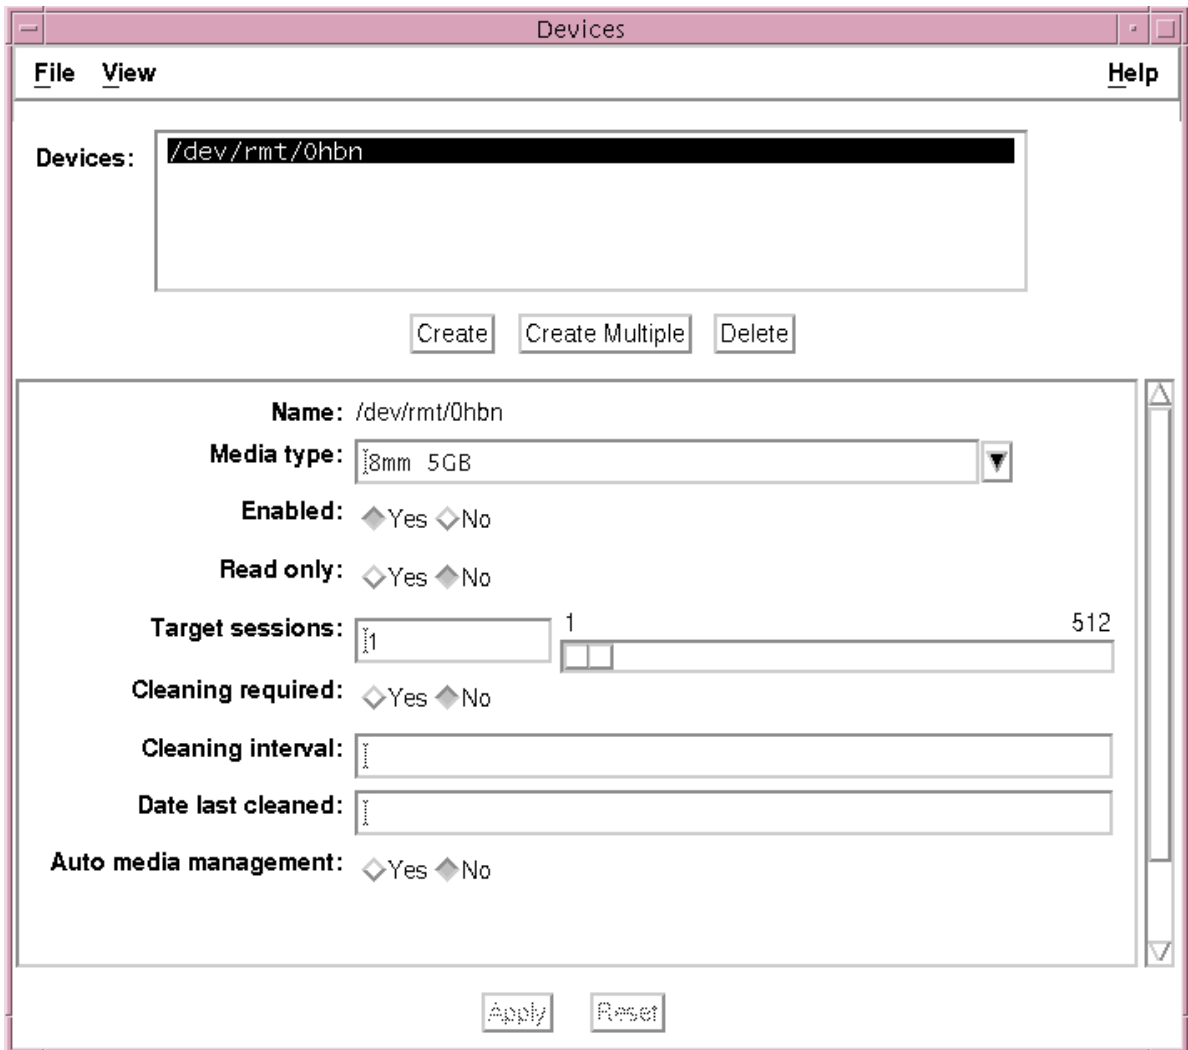 Devices
File View Help
Devices: /dev/rmt/0hbn
Create Create Multiple Delete
Name: /dev/rmt/0hbn
Media type: 8mm 5GB
Enabled: Yes No
Read only: Yes No
Target sessions: 1 1 512
Cleaning required: Yes No
Cleaning interval:
Date last cleaned:
Auto media management: Yes No
Apply Reset